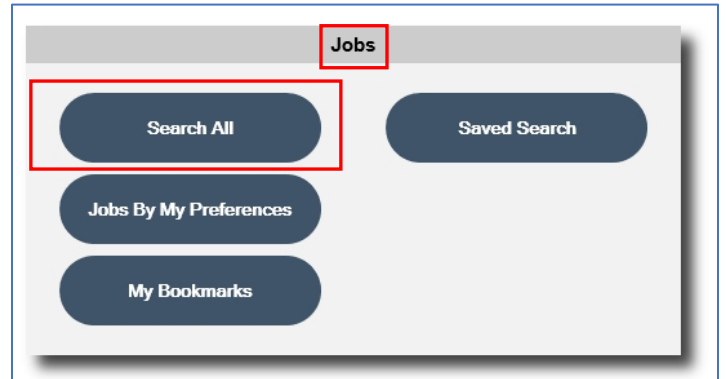 Jobs
Search All
Saved Search
Jobs By My Preferences
My Bookmarks